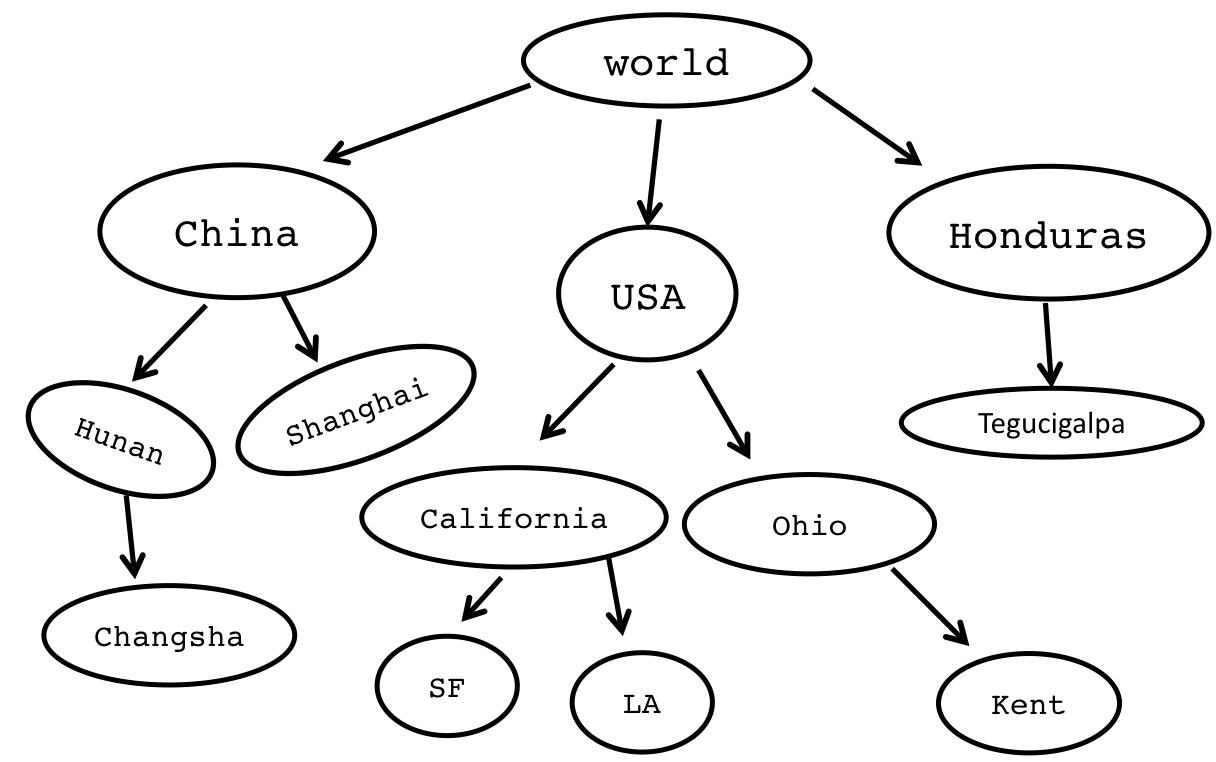 world
China
USA
Honduras
Hunan
Shanghai
Tegucigalpa
California
Ohio
Changsha
SF
LA
Kent